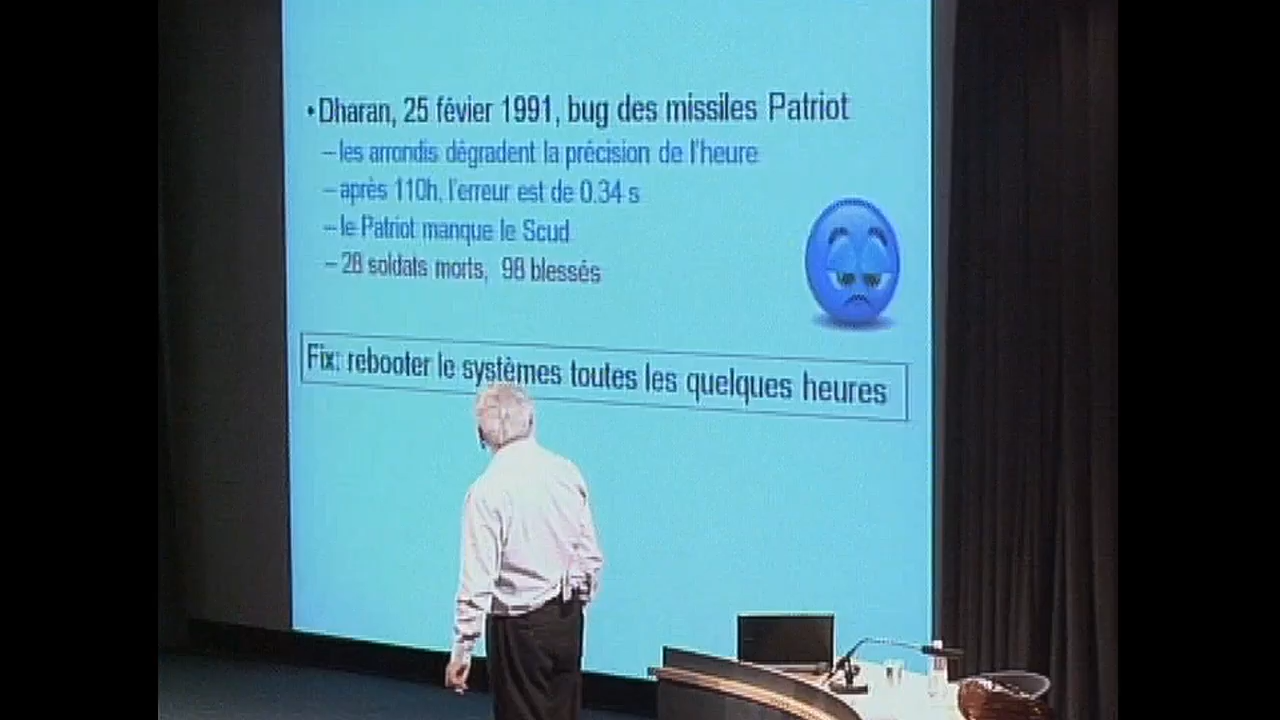 • Dharan, 25 févier 1991, bug des missiles Patriot
– les arrondis dégradent la précision de l'heure
– après 110h, l'erreur est de 0.34 s
– le Patriot manque le Scud
– 28 soldats morts, 98 blessés
Fix: rebooter le systèmes toutes les quelques heures